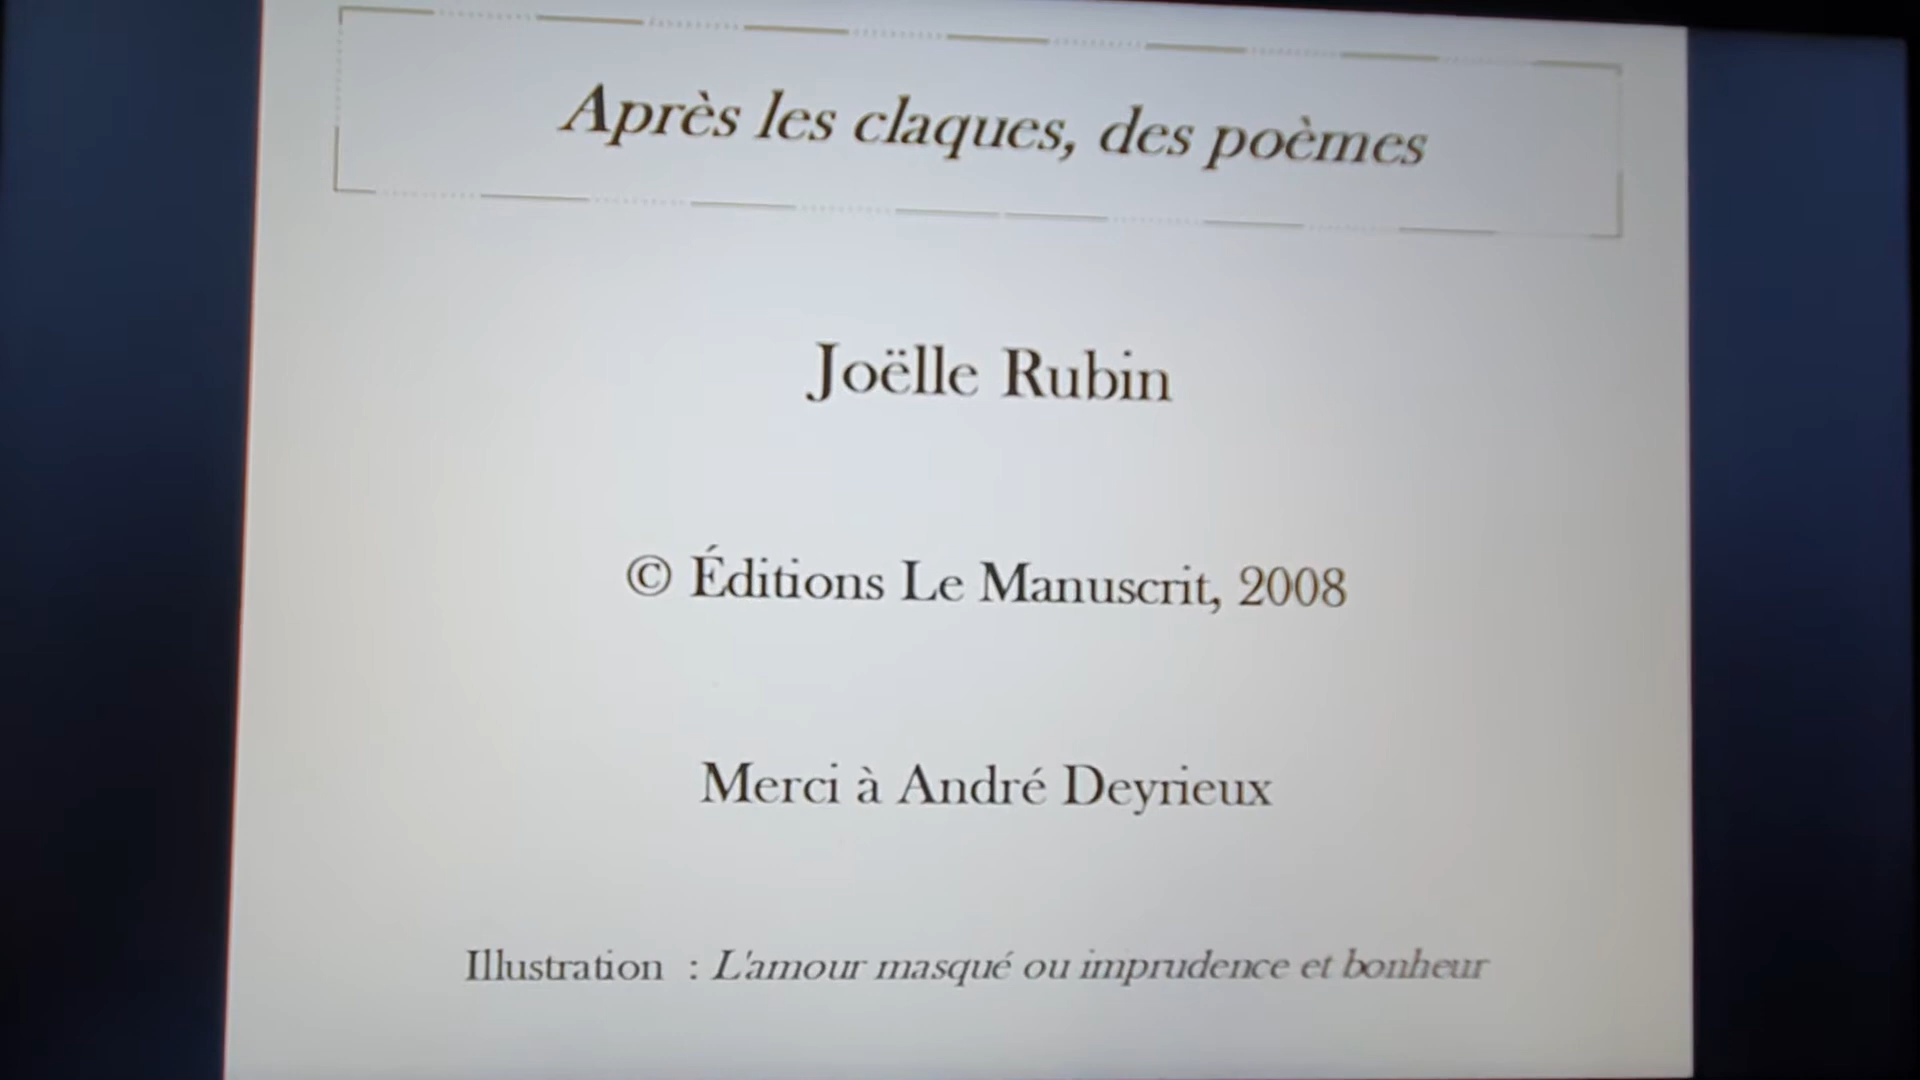 Après les claques, des poèmes
Joëlle Rubin
© Éditions Le Manuscrit, 2008
Merci à André Deyrieux
Illustration : L'amour masqué ou imprudence et bonheur